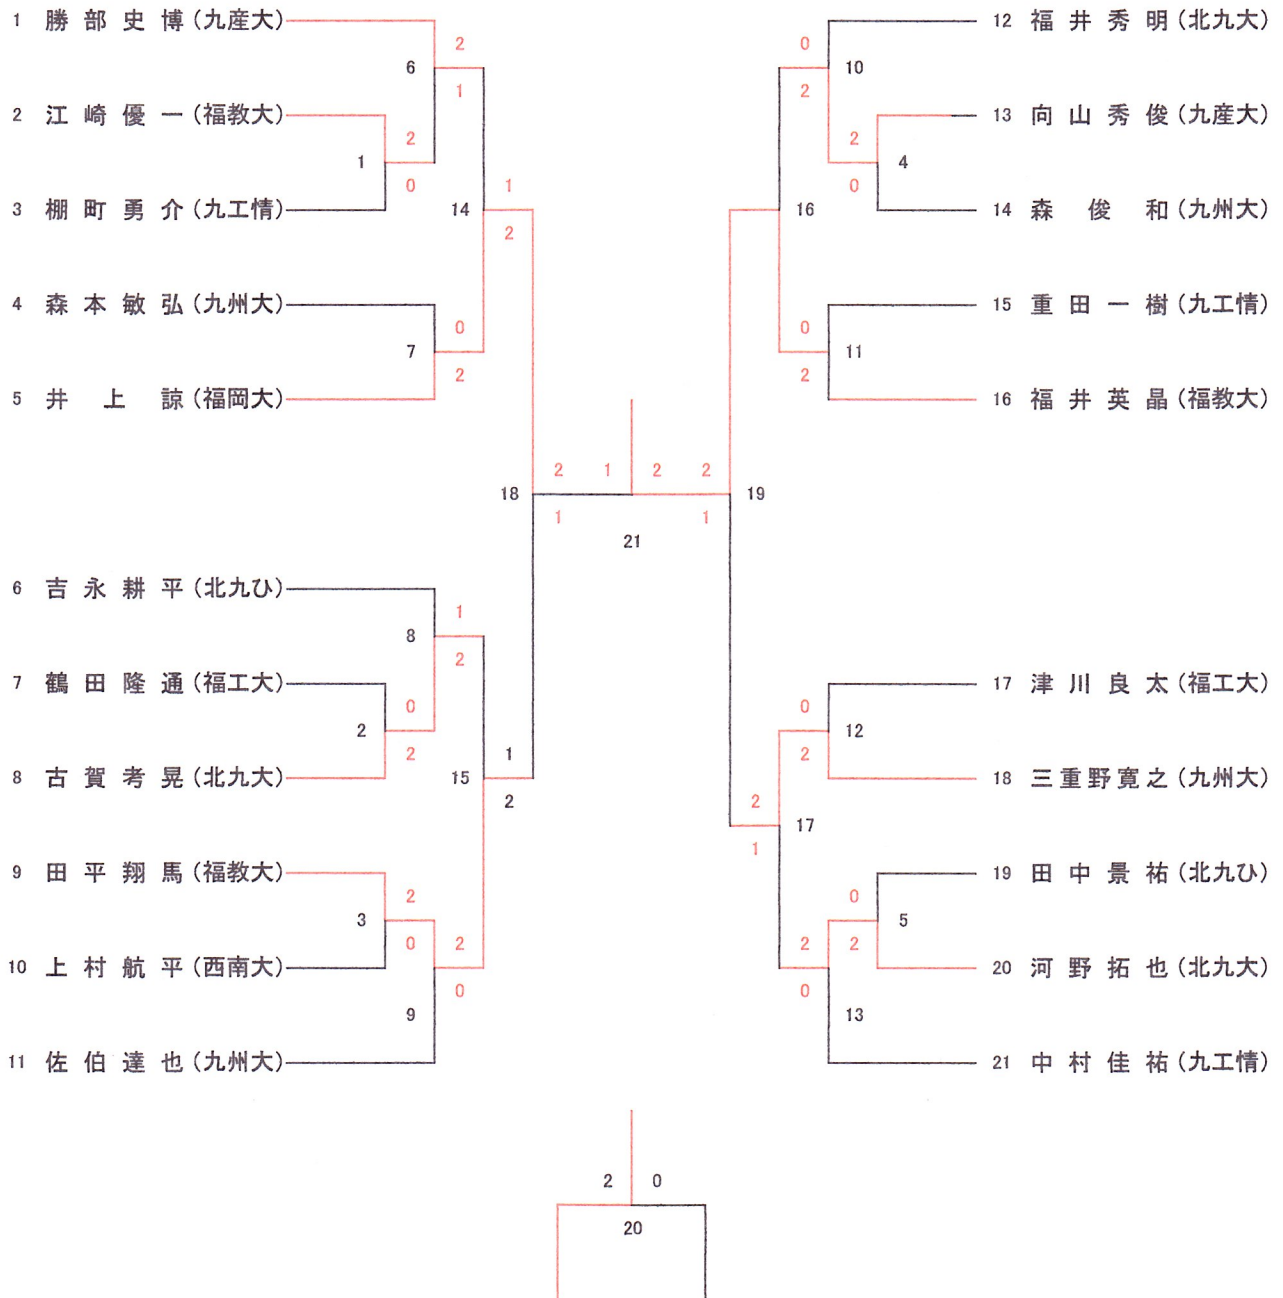 1 勝部史博(九産大)
2
6
1
2 江崎優一(福教大)
2
1
0
3 棚町勇介(九工情)
14
1
2
4 森本敏弘(九州大)
0
7
2
5 井上諒(福岡大)
18
2
1
1
21
6 吉永耕平(北九ひ)
1
8
2
7 鶴田隆通(福工大)
0
2
2
8 古賀考晃(北九大)
15
1
2
9 田平翔馬(福教大)
2
3
0
2
10 上村航平(西南大)
0
9
11 佐伯達也(九州大)
12 福井秀明(北九大)
0
10
2
13 向山秀俊(九産大)
2
4
0
14 森俊和(九州大)
16
15 重田一樹(九工情)
0
11
2
16 福井英晶(福教大)
2
2
19
1
17 津川良太(福工大)
0
12
2
18 三重野寛之(九州大)
2
17
1
19 田中景祐(北九ひ)
0
5
2
2
20 河野拓也(北九大)
0
13
21 中村佳祐(九工情)
2 0
20